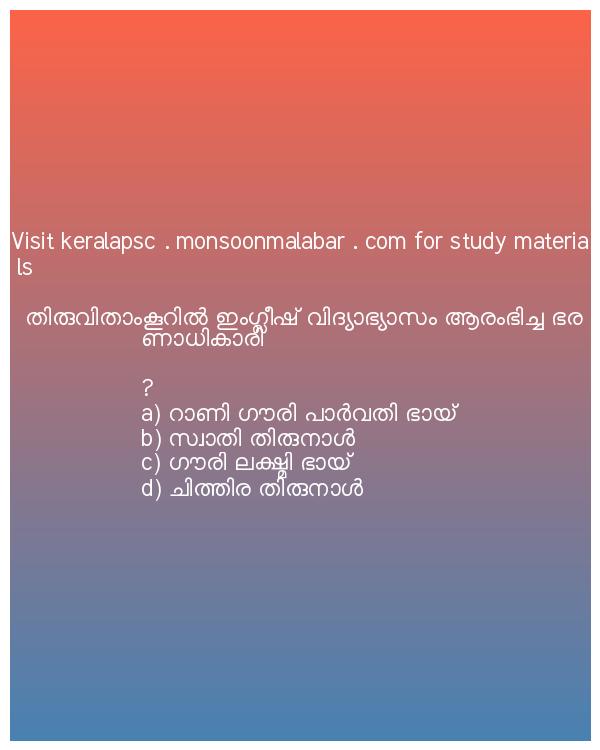 Visit keralapsc . monsoonmalabar . com for study materia
ls
തിരുവിതാംകൂറിൽ ഇംഗ്ലീഷ് വിദ്യാഭ്യാസം ആരംഭിച്ച ഭര
ണാധികാരി
?
a) റാണി ഗൗരി പാർവതി ഭായ്
b) സ്വാതി തിരുനാൾ
c) ഗൗരി ലക്ഷ്മി ഭായ്
d) ചിത്തിര തിരുനാൾ